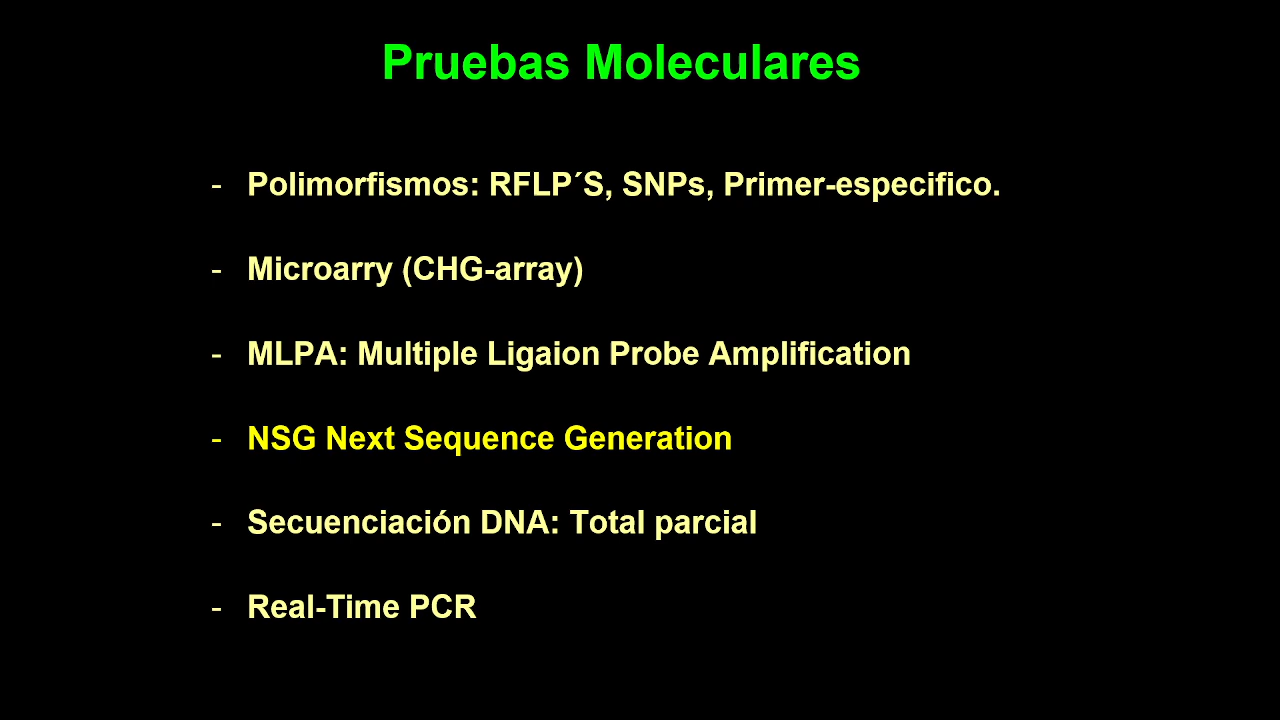 Pruebas Moleculares
- Polimorfismos: RFLP´S, SNPs, Primer-especifico.
- Microarry (CHG-array)
- MLPA: Multiple Ligaion Probe Amplification
- NSG Next Sequence Generation
- Secuenciación DNA: Total parcial
- Real-Time PCR